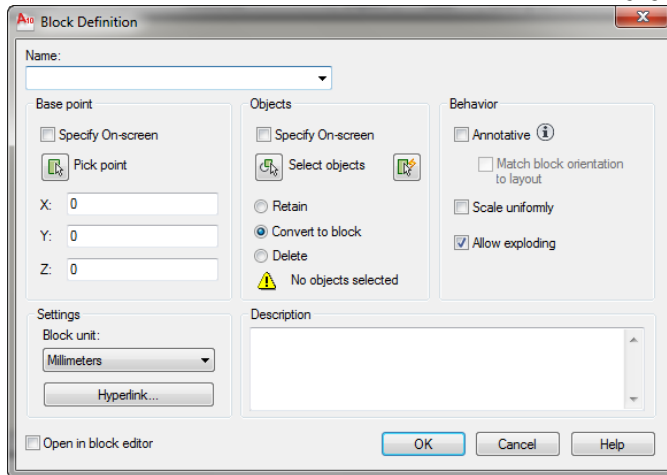 A10 Block Definition
Name:
Base point
Specify On-screen
Pick point
X: 0
Y: 0
Z: 0
Objects
Specify On-screen
Select objects
Retain
Convert to block
Delete
No objects selected
Behavior
Annotative
Match block orientation
to layout
Scale uniformly
Allow exploding
Settings
Block unit:
Millimeters
Hyperlink...
Description
Open in block editor
OK Cancel Help